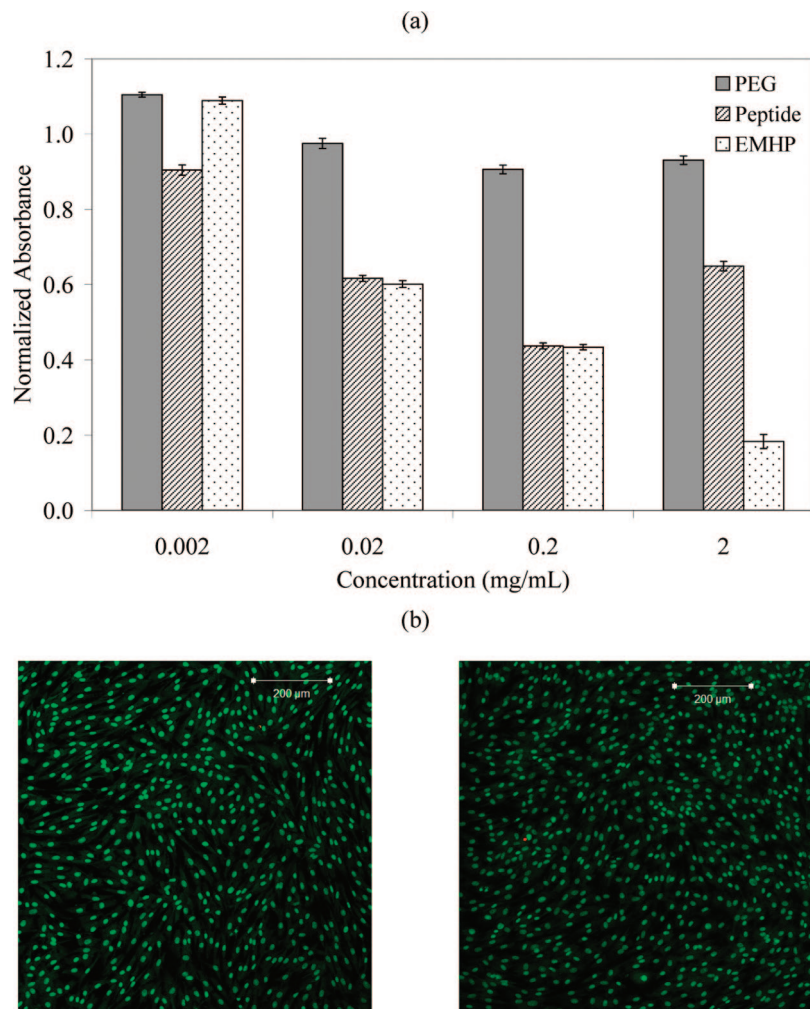 (a)
1.2
1.0
0.8
0.6
0.4
0.2
0.0
Normalized Absorbance
PEG
Peptide
EMHP
0.002 0.02 0.2 2
Concentration (mg/mL)
(b)
200 µm
200 µm